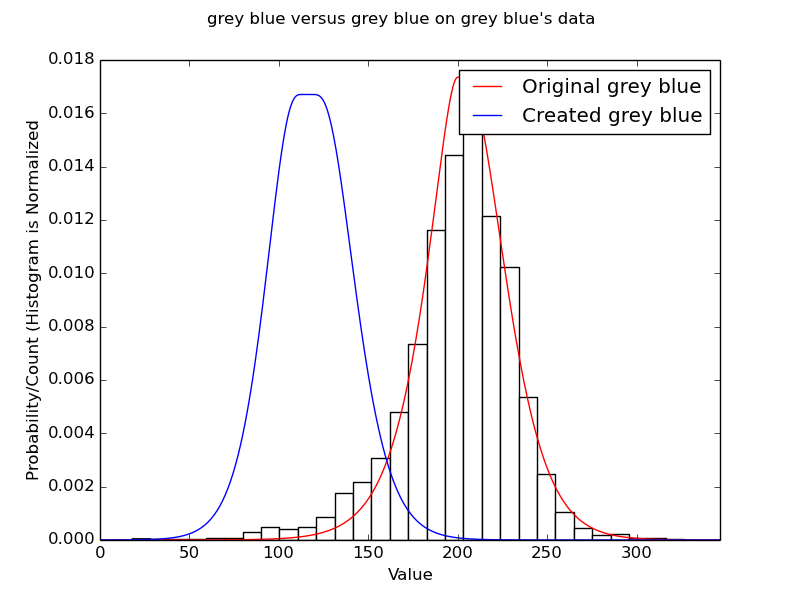 grey blue versus grey blue on grey blue's data
0.018
0.016
0.014
0.012
0.010
0.008
0.006
0.004
0.002
0.000
Probability/Count (Histogram is Normalized
Original grey blue
Created grey blue
0 50 100 150 200 250 300
Value